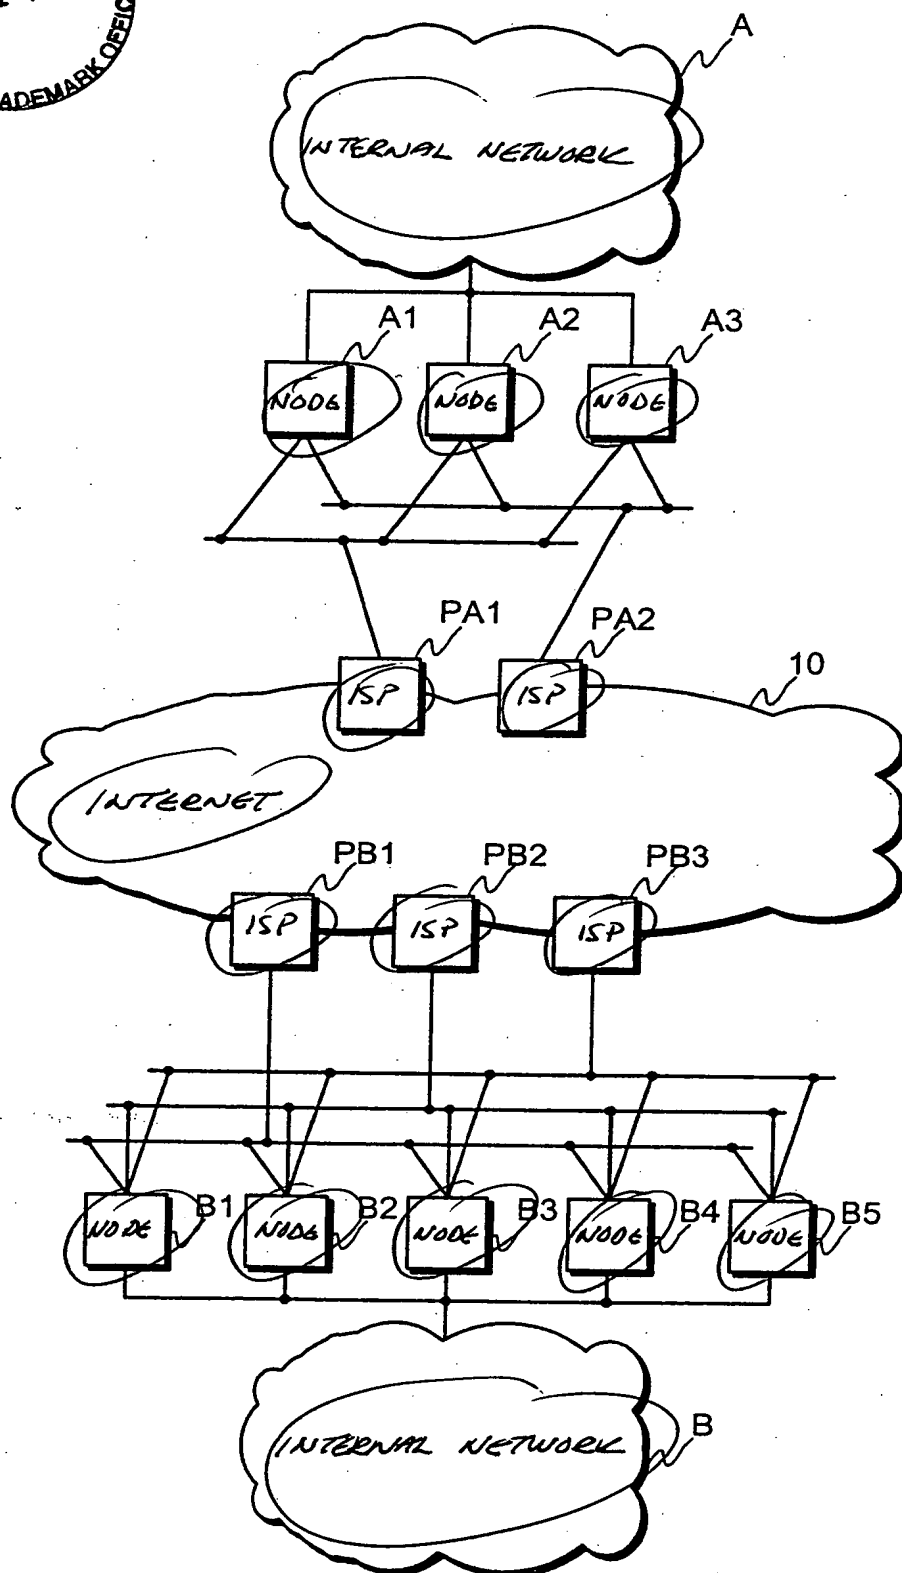 ADEMARK OFFIC
A
INTERNAL NETWORK
A1
A2
A3
NODE
NODE
NODE
PA1
PA2
ISP
ISP
10
INTERNET
PB1
PB2
PB3
ISP
ISP
ISP
B1
B2
B3
B4
B5
NODE
NODE
NODE
NODE
NODE
INTERNAL NETWORK
B